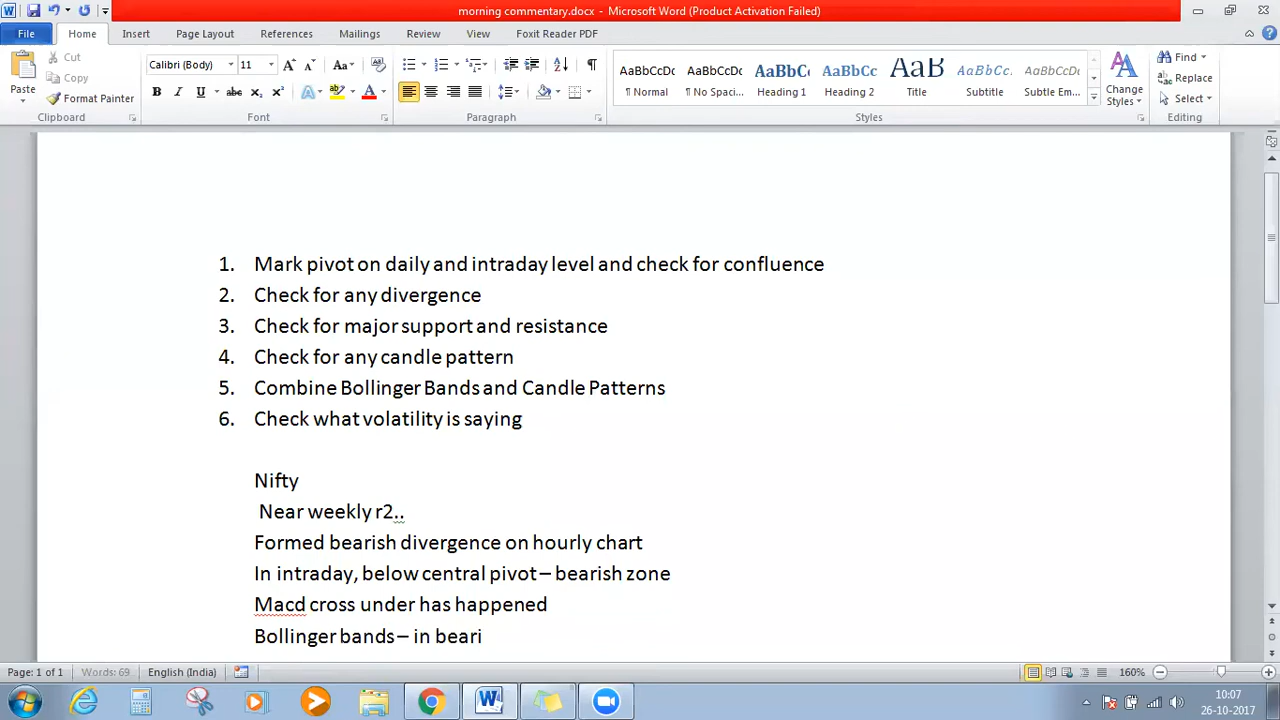 morning commentary.docx - Microsoft Word (Product Activation Failed)
File Home Insert Page Layout References Mailings Review View Foxit Reader PDF
Paste
Cut
Copy
Format Painter
Clipboard
Calibri (Body) 11
Font
Paragraph
AaBbCcDc AaBbCcDc AaBbCc AaBbCc AaB AaBbCc. AaBbCcDc
¶ Normal ¶ No Spaci... Heading 1 Heading 2 Title Subtitle Subtle Em...
Styles
Change Styles
Find
Replace
Select
Editing
1. Mark pivot on daily and intraday level and check for confluence
2. Check for any divergence
3. Check for major support and resistance
4. Check for any candle pattern
5. Combine Bollinger Bands and Candle Patterns
6. Check what volatility is saying
Nifty
Near weekly r2..
Formed bearish divergence on hourly chart
In intraday, below central pivot – bearish zone
Macd cross under has happened
Bollinger bands – in beari
Page: 1 of 1 Words: 69 English (India) 160%
10:07
26-10-2017